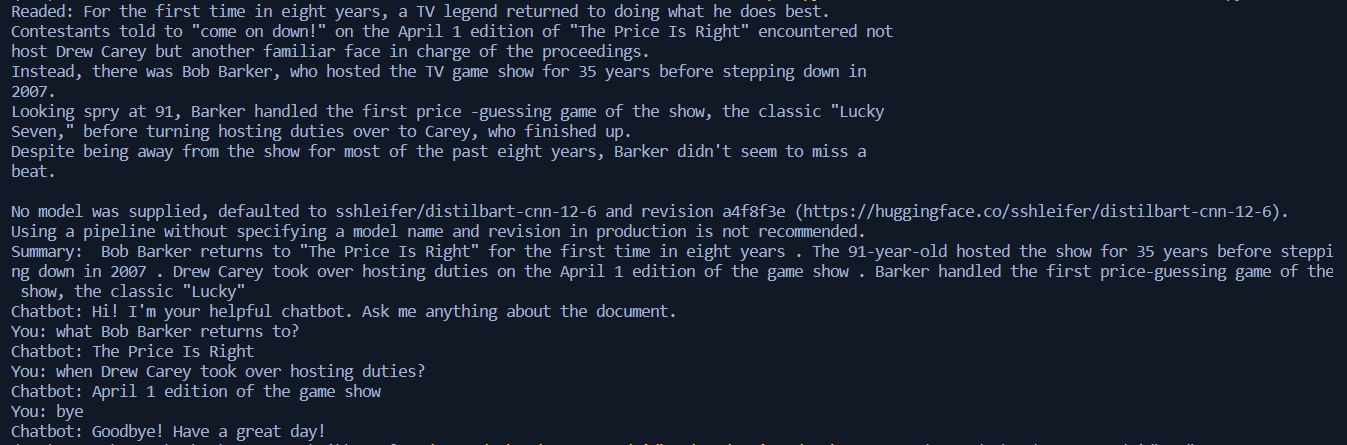 Readed: For the first time in eight years, a TV legend returned to doing what he does best.
Contestants told to "come on down!" on the April 1 edition of "The Price Is Right" encountered not
host Drew Carey but another familiar face in charge of the proceedings.
Instead, there was Bob Barker, who hosted the TV game show for 35 years before stepping down in
2007.
Looking spry at 91, Barker handled the first price -guessing game of the show, the classic "Lucky
Seven," before turning hosting duties over to Carey, who finished up.
Despite being away from the show for most of the past eight years, Barker didn't seem to miss a
beat.
No model was supplied, defaulted to sshleifer/distilbart-cnn-12-6 and revision a4f8f3e (https://huggingface.co/sshleifer/distilbart-cnn-12-6).
Using a pipeline without specifying a model name and revision in production is not recommended.
Summary:  Bob Barker returns to "The Price Is Right" for the first time in eight years . The 91-year-old hosted the show for 35 years before steppi
ng down in 2007 . Drew Carey took over hosting duties on the April 1 edition of the game show . Barker handled the first price-guessing game of the
 show, the classic "Lucky"
Chatbot: Hi! I'm your helpful chatbot. Ask me anything about the document.
You: what Bob Barker returns to?
Chatbot: The Price Is Right
You: when Drew Carey took over hosting duties?
Chatbot: April 1 edition of the game show
You: bye
Chatbot: Goodbye! Have a great day!